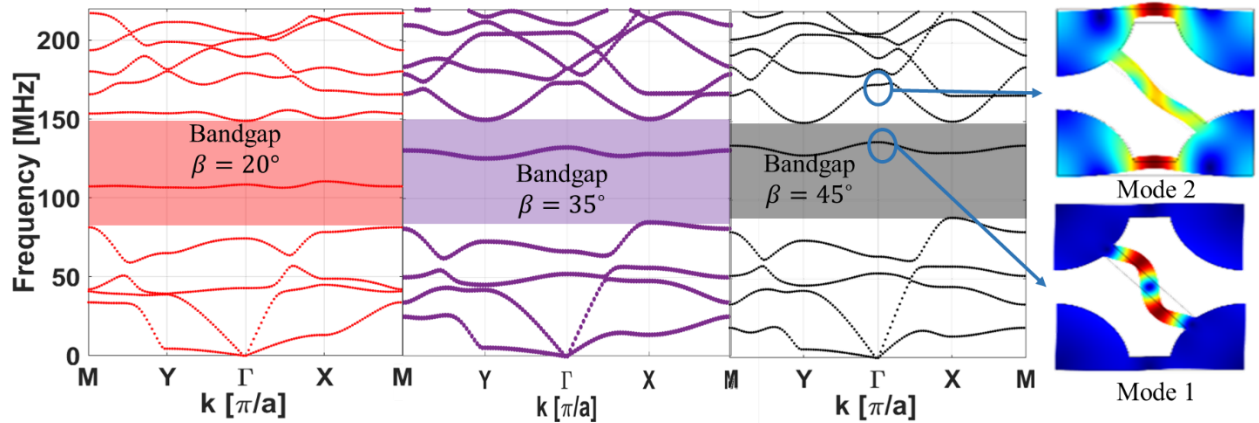 Frequency [MHz]
200
150
100
50
0
Bandgap
β = 20°
M Y Γ X M
k [π/a]
Bandgap
β = 35°
Y Γ X
k [π/a]
Bandgap
β = 45°
M Y Γ X M
k [π/a]
Mode 2
Mode 1